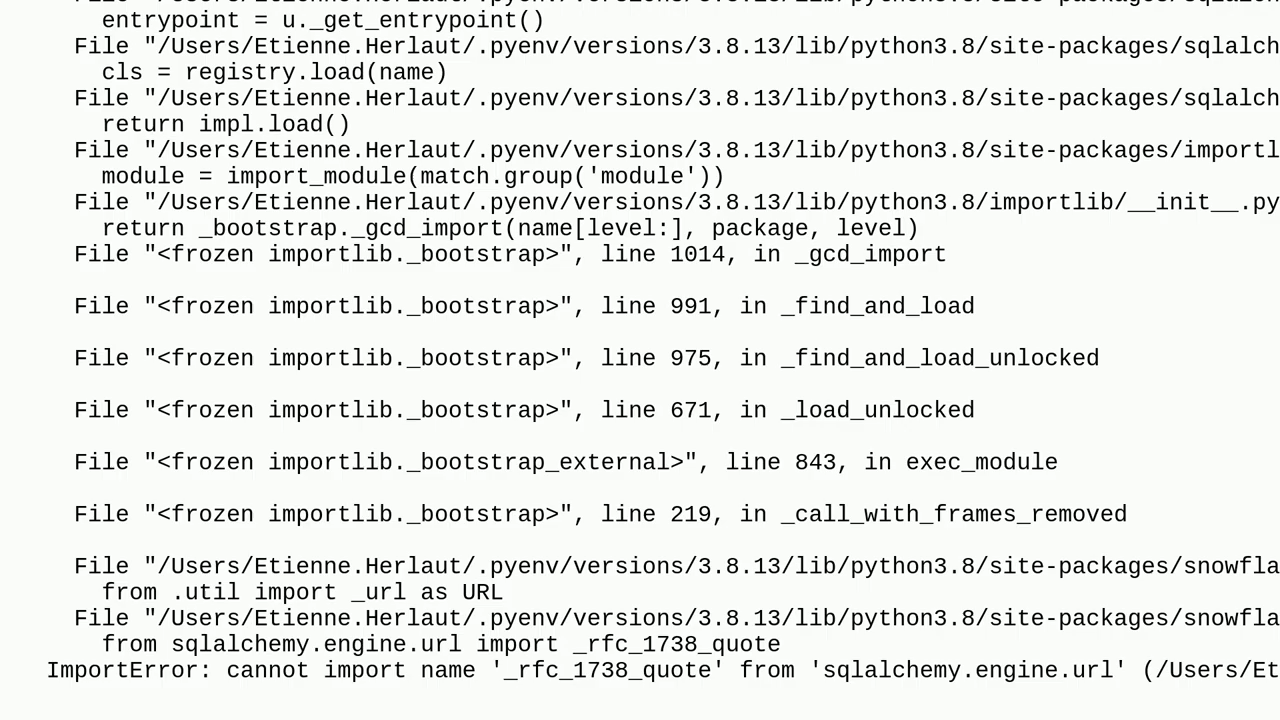 entrypoint = u._get_entrypoint()
File "/Users/Etienne.Herlaut/.pyenv/versions/3.8.13/lib/python3.8/site-packages/sqlalch
cls = registry.load(name)
File "/Users/Etienne.Herlaut/.pyenv/versions/3.8.13/lib/python3.8/site-packages/sqlalch
return impl.load()
File "/Users/Etienne.Herlaut/.pyenv/versions/3.8.13/lib/python3.8/site-packages/importl
module = import_module(match.group('module'))
File "/Users/Etienne.Herlaut/.pyenv/versions/3.8.13/lib/python3.8/importlib/__init__.py
return _bootstrap._gcd_import(name[level:], package, level)
File "<frozen importlib._bootstrap>", line 1014, in _gcd_import
File "<frozen importlib._bootstrap>", line 991, in _find_and_load
File "<frozen importlib._bootstrap>", line 975, in _find_and_load_unlocked
File "<frozen importlib._bootstrap>", line 671, in _load_unlocked
File "<frozen importlib._bootstrap_external>", line 843, in exec_module
File "<frozen importlib._bootstrap>", line 219, in _call_with_frames_removed
File "/Users/Etienne.Herlaut/.pyenv/versions/3.8.13/lib/python3.8/site-packages/snowfla
from .util import _url as URL
File "/Users/Etienne.Herlaut/.pyenv/versions/3.8.13/lib/python3.8/site-packages/snowfla
from sqlalchemy.engine.url import _rfc_1738_quote
ImportError: cannot import name '_rfc_1738_quote' from 'sqlalchemy.engine.url' (/Users/Et